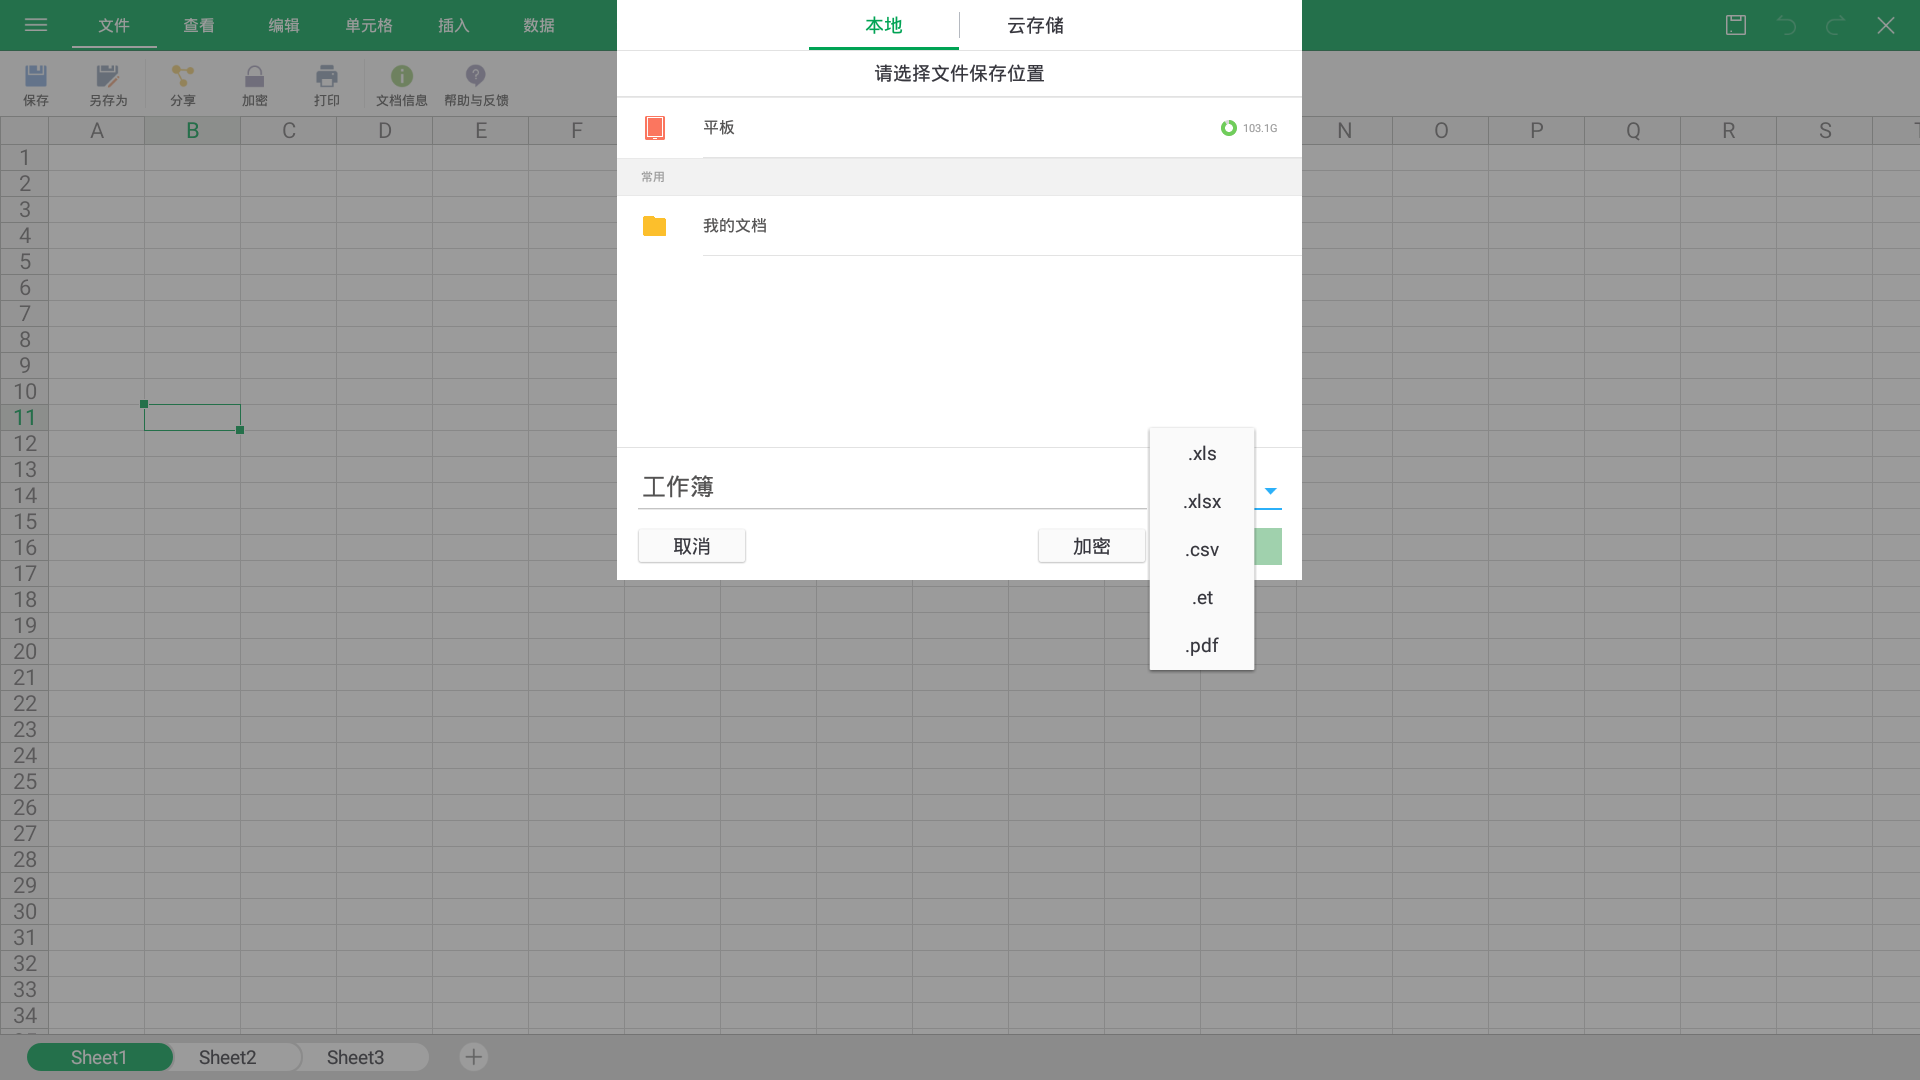 文件 查看 编辑 单元格 插入 数据
本地 云存储
请选择文件保存位置
保存 另存为 分享 加密 打印 文档信息 帮助与反馈
平板 103.1G
常用
我的文档
A B C D E F N O P Q R S
1
2
3
4
5
6
7
8
9
10
11
12
13
14
15
16
17
18
19
20
21
22
23
24
25
26
27
28
29
30
31
32
33
34
工作簿
取消 加密
.xls
.xlsx
.csv
.et
.pdf
Sheet1 Sheet2 Sheet3